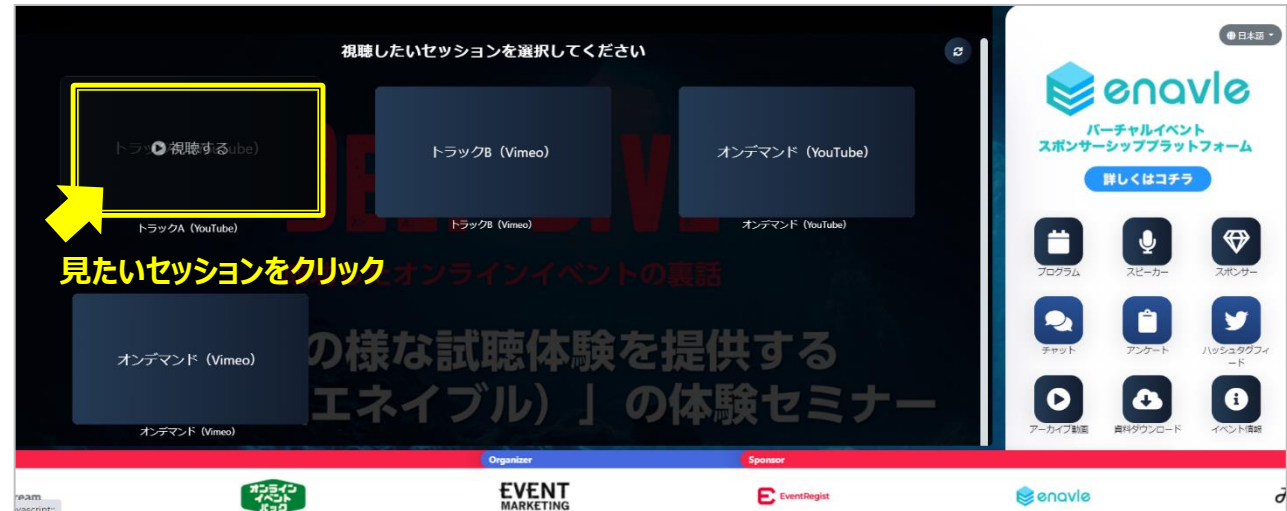 視聴したいセッションを選択してください
日本語
enavle
バーチャルイベント
スポンサーシッププラットフォーム
詳しくはコチラ
視聴する
トラックB（Vimeo）
オンデマンド（YouTube）
トラックA（YouTube）
トラックB（Vimeo）
オンデマンド（YouTube）
見たいセッションをクリック
たオンラインイベントの裏話
オンデマンド（Vimeo）
の様な試聴体験を提供する
エネイブル）」の体験セミナー
オンデマンド（Vimeo）
プログラム
スピーカー
スポンサー
チャット
アンケート
ハッシュタグフィ
ード
アーカイブ動画
資料ダウンロード
イベント情報
Organizer
Sponsor
オンライン
イベント
パック
EVENT
MARKETING
EventRegist
enavle